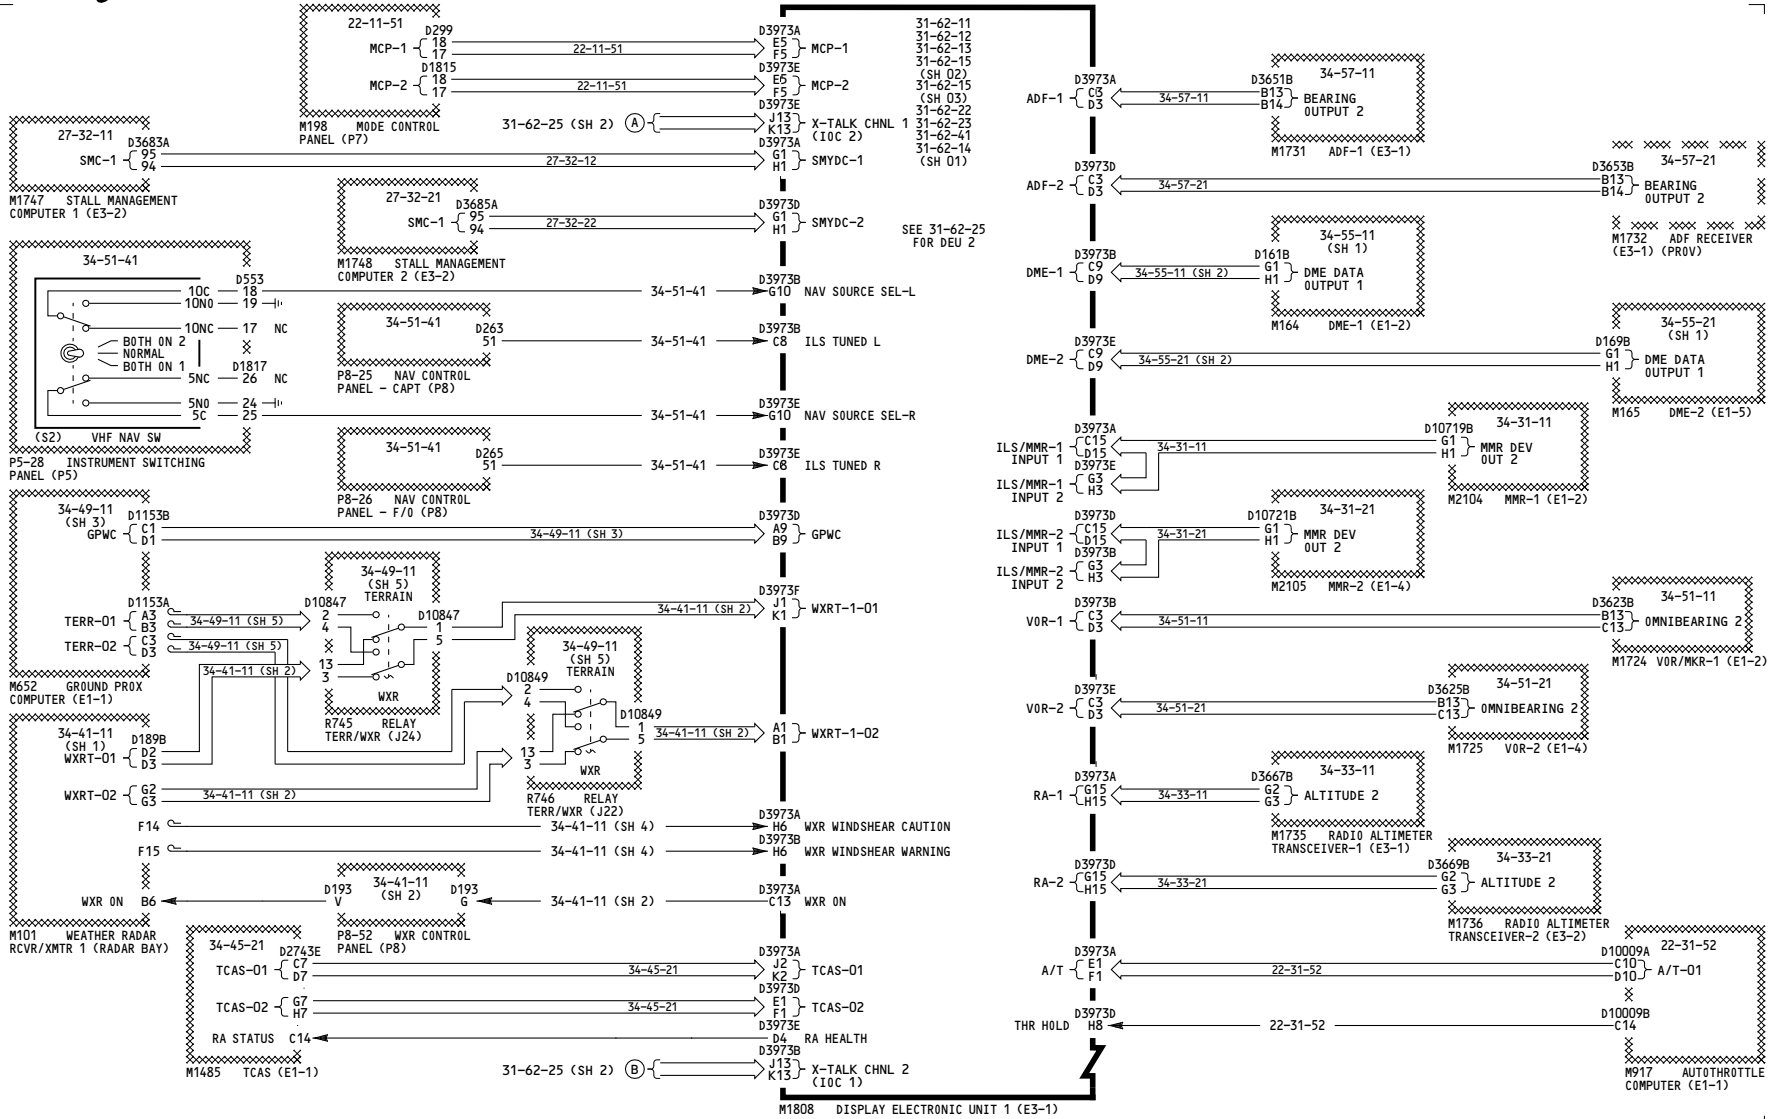 22-11-51
MCP-1
D299
18
17
22-11-51
D3973A
E5
F5
MCP-1
MCP-2
D1815
18
17
22-11-51
D3973E
E5
F5
MCP-2
M198 MODE CONTROL
PANEL (P7)
31-62-25 (SH 2)
A
D3973E
J13
K13
X-TALK CHNL 1
(IOC 2)
27-32-11
SMC-1
D3683A
95
94
27-32-12
D3973A
G1
H1
SMYDC-1
M1747 STALL MANAGEMENT
COMPUTER 1 (E3-2)
27-32-21
SMC-1
D3685A
95
94
27-32-22
D3973D
G1
H1
SMYDC-2
M1748 STALL MANAGEMENT
COMPUTER 2 (E3-2)
34-51-41
D553
10C
18
10NO
19
10NC
17 NC
BOTH ON 2
NORMAL
BOTH ON 1
D1817
5NC
26 NC
5NO
24
5C
25
(S2) VHF NAV SW
P5-28 INSTRUMENT SWITCHING
PANEL (P5)
34-51-41
D3973B
G10
NAV SOURCE SEL-L
34-51-41
D263
51
34-51-41
D3973B
C8
ILS TUNED L
P8-25 NAV CONTROL
PANEL - CAPT (P8)
34-51-41
D3973E
G10
NAV SOURCE SEL-R
34-51-41
D265
51
34-51-41
D3973E
C8
ILS TUNED R
P8-26 NAV CONTROL
PANEL - F/O (P8)
34-49-11
(SH 3)
GPWC
D1153B
C1
D1
34-49-11 (SH 3)
D3973D
A9
B9
GPWC
TERR-01
D1153A
A3
B3
34-49-11 (SH 5)
TERR-02
C3
D3
34-49-11 (SH 5)
34-41-11 (SH 2)
M652 GROUND PROX
COMPUTER (E1-1)
34-49-11
(SH 5)
TERRAIN
D10847
2
4
13
3
D10847
1
5
WXR
R745 RELAY
TERR/WXR (J24)
34-41-11 (SH 2)
D3973F
J1
K1
WXRT-1-01
34-49-11
(SH 5)
TERRAIN
D10849
2
4
13
3
D10849
1
5
WXR
R746 RELAY
TERR/WXR (J22)
34-41-11 (SH 2)
A1
B1
WXRT-1-02
34-41-11
(SH 1)
WXRT-01
D189B
D2
D3
WXRT-02
G2
G3
34-41-11 (SH 2)
F14
34-41-11 (SH 4)
D3973A
H6
WXR WINDSHEAR CAUTION
F15
34-41-11 (SH 4)
D3973B
H6
WXR WINDSHEAR WARNING
WXR ON B6
D193
V
34-41-11
(SH 2)
D193
G
34-41-11 (SH 2)
D3973A
C13
WXR ON
M101 WEATHER RADAR
RCVR/XMTR 1 (RADAR BAY)
P8-52 WXR CONTROL
PANEL (P8)
34-45-21
TCAS-01
D2743E
C7
D7
34-45-21
D3973A
J2
K2
TCAS-01
TCAS-02
G7
H7
34-45-21
D3973D
E1
F1
TCAS-02
RA STATUS C14
D3973E
D4
RA HEALTH
M1485 TCAS (E1-1)
31-62-25 (SH 2)
B
D3973B
J13
K13
X-TALK CHNL 2
(IOC 1)
M1808 DISPLAY ELECTRONIC UNIT 1 (E3-1)
31-62-11
31-62-12
31-62-13
31-62-15
(SH 02)
31-62-15
(SH 03)
31-62-22
31-62-23
31-62-41
31-62-14
(SH 01)
SEE 31-62-25
FOR DEU 2
ADF-1
D3973A
C3
D3
34-57-11
D3651B
B13
B14
34-57-11
BEARING
OUTPUT 2
M1731 ADF-1 (E3-1)
ADF-2
D3973D
C3
D3
34-57-21
D3653B
B13
B14
34-57-21
BEARING
OUTPUT 2
M1732 ADF RECEIVER
(E3-1) (PROV)
DME-1
D3973B
C9
D9
34-55-11 (SH 2)
D161B
G1
H1
34-55-11
(SH 1)
DME DATA
OUTPUT 1
M164 DME-1 (E1-2)
DME-2
D3973E
C9
D9
34-55-21 (SH 2)
D169B
G1
H1
34-55-21
(SH 1)
DME DATA
OUTPUT 1
M165 DME-2 (E1-5)
ILS/MMR-1
INPUT 1
D3973A
C15
D15
34-31-11
D10719B
G1
H1
34-31-11
MMR DEV
OUT 2
M2104 MMR-1 (E1-2)
ILS/MMR-1
INPUT 2
D3973E
G3
H3
ILS/MMR-2
INPUT 1
D3973D
C15
D15
34-31-21
D10721B
G1
H1
34-31-21
MMR DEV
OUT 2
M2105 MMR-2 (E1-4)
ILS/MMR-2
INPUT 2
D3973B
G3
H3
VOR-1
D3973B
C3
D3
34-51-11
D3623B
B13
C13
34-51-11
OMNIBEARING 2
M1724 VOR/MKR-1 (E1-2)
VOR-2
D3973E
C3
D3
34-51-21
D3625B
B13
C13
34-51-21
OMNIBEARING 2
M1725 VOR-2 (E1-4)
RA-1
D3973A
G15
H15
34-33-11
D3667B
G2
G3
34-33-11
ALTITUDE 2
M1735 RADIO ALTIMETER
TRANSCEIVER-1 (E3-1)
RA-2
D3973D
G15
H15
34-33-21
D3669B
G2
G3
34-33-21
ALTITUDE 2
M1736 RADIO ALTIMETER
TRANSCEIVER-2 (E3-2)
A/T
D3973A
E1
F1
22-31-52
D10009A
C10
D10
22-31-52
A/T-01
THR HOLD
D3973D
H8
22-31-52
D10009B
C14
M917 AUTOTHROTTLE
COMPUTER (E1-1)